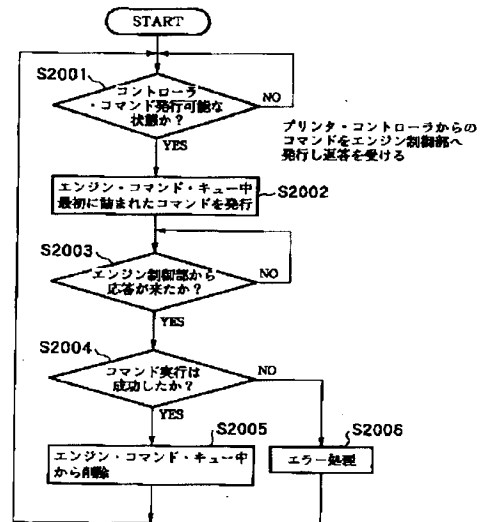 START
S2001
コントローラ
・コマンド発行可能な
状態か？
NO
YES
プリンタ・コントローラからの
コマンドをエンジン制御部へ
発行し返答を受ける
エンジン・コマンド・キュー中
最初に詰まれたコマンドを発行
S2002
S2003
エンジン制御部から
応答が来たか？
NO
YES
S2004
コマンド実行は
成功したか？
NO
YES
S2005
エンジン・コマンド・キュー中
から削除
S2006
エラー処理